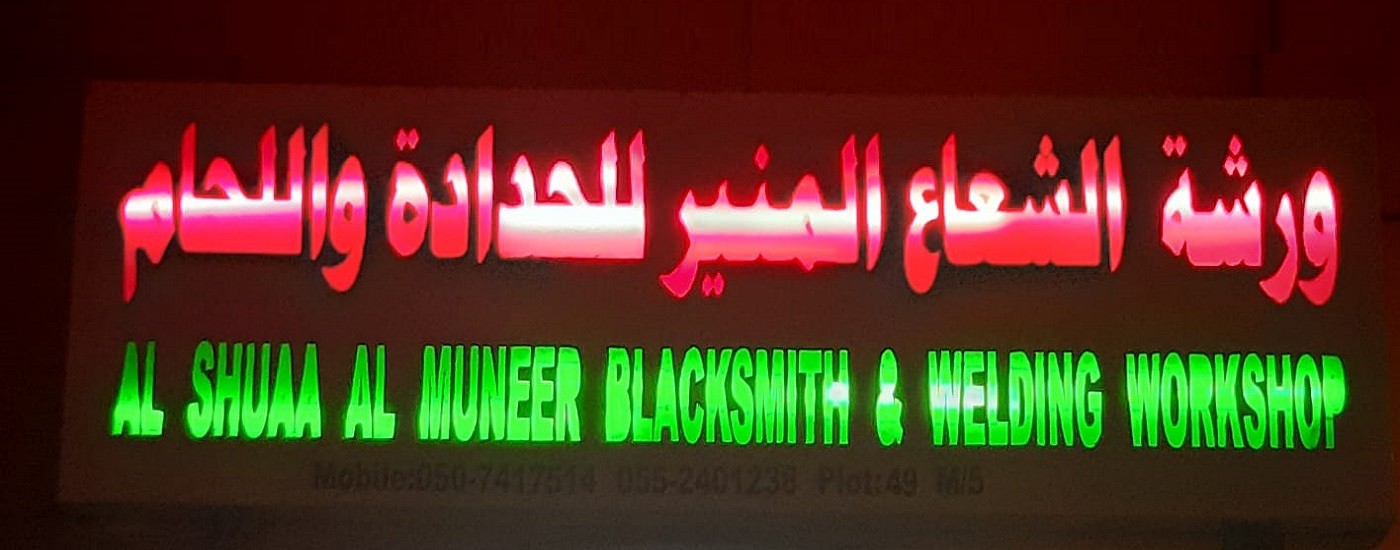 ورشة الشعاع المنير للحدادة واللحام
AL SHUAA AL MUNEER BLACKSMITH & WELDING WORKSHOP
Mobile:050-7417514 055-2401238 Plot:49 M/5